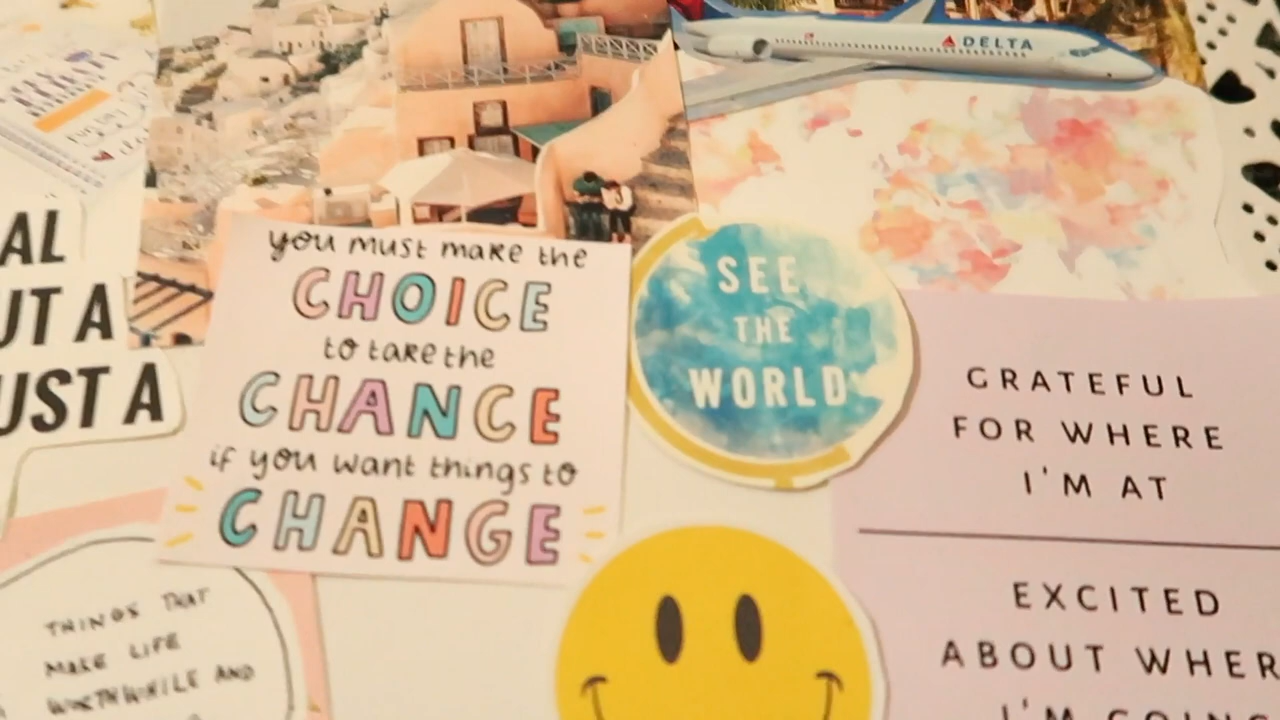 DELTA
AL
UT A
UST A
you must make the
CHOICE
to take the
CHANCE
if you want things to
CHANGE
SEE
THE
WORLD
GRATEFUL
FOR WHERE
I'M AT
EXCITED
ABOUT WHER
I'M GOING
THINGS THAT
MAKE LIFE
WORTHWHILE AND